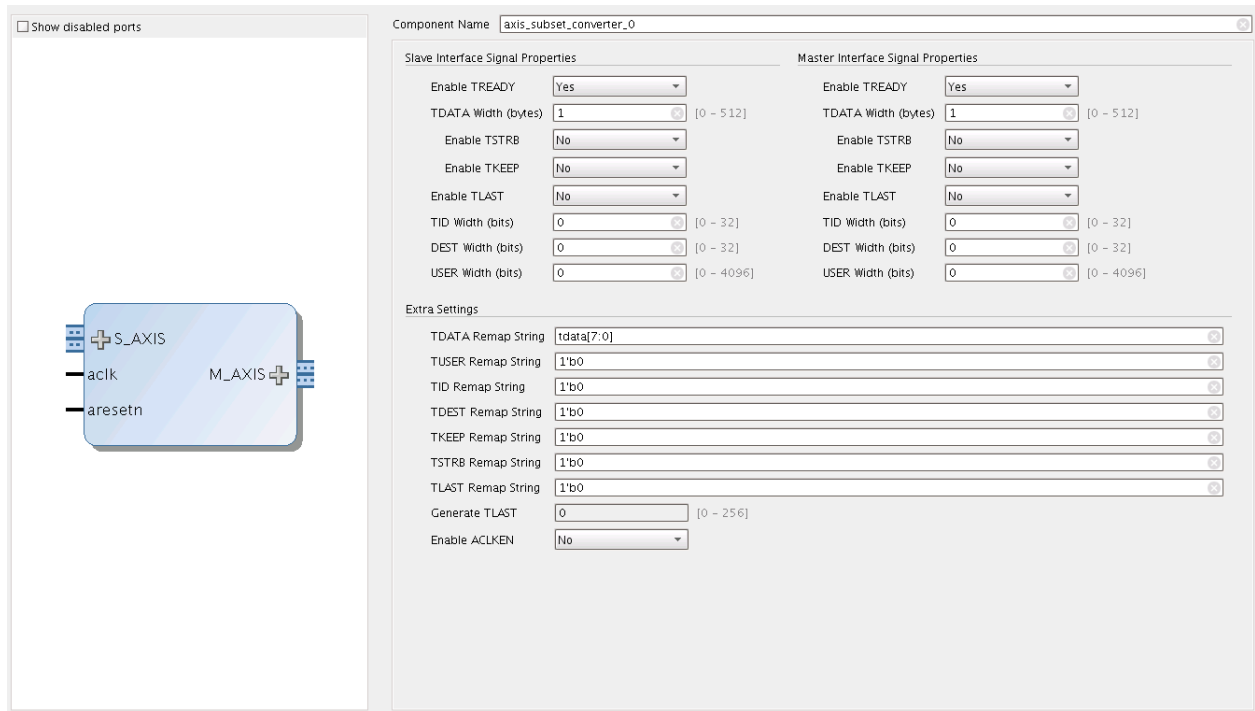 Show disabled ports
S_AXIS
aclk
M_AXIS
aresetn
Component Name axis_subset_converter_0
Slave Interface Signal Properties
Enable TREADY Yes
TDATA Width (bytes) 1 [0 - 512]
Enable TSTRB No
Enable TKEEP No
Enable TLAST No
TID Width (bits) 0 [0 - 32]
DEST Width (bits) 0 [0 - 32]
USER Width (bits) 0 [0 - 4096]
Master Interface Signal Properties
Enable TREADY Yes
TDATA Width (bytes) 1 [0 - 512]
Enable TSTRB No
Enable TKEEP No
Enable TLAST No
TID Width (bits) 0 [0 - 32]
DEST Width (bits) 0 [0 - 32]
USER Width (bits) 0 [0 - 4096]
Extra Settings
TDATA Remap String tdata[7:0]
TUSER Remap String 1'b0
TID Remap String 1'b0
TDEST Remap String 1'b0
TKEEP Remap String 1'b0
TSTRB Remap String 1'b0
TLAST Remap String 1'b0
Generate TLAST 0 [0 - 256]
Enable ACLKEN No